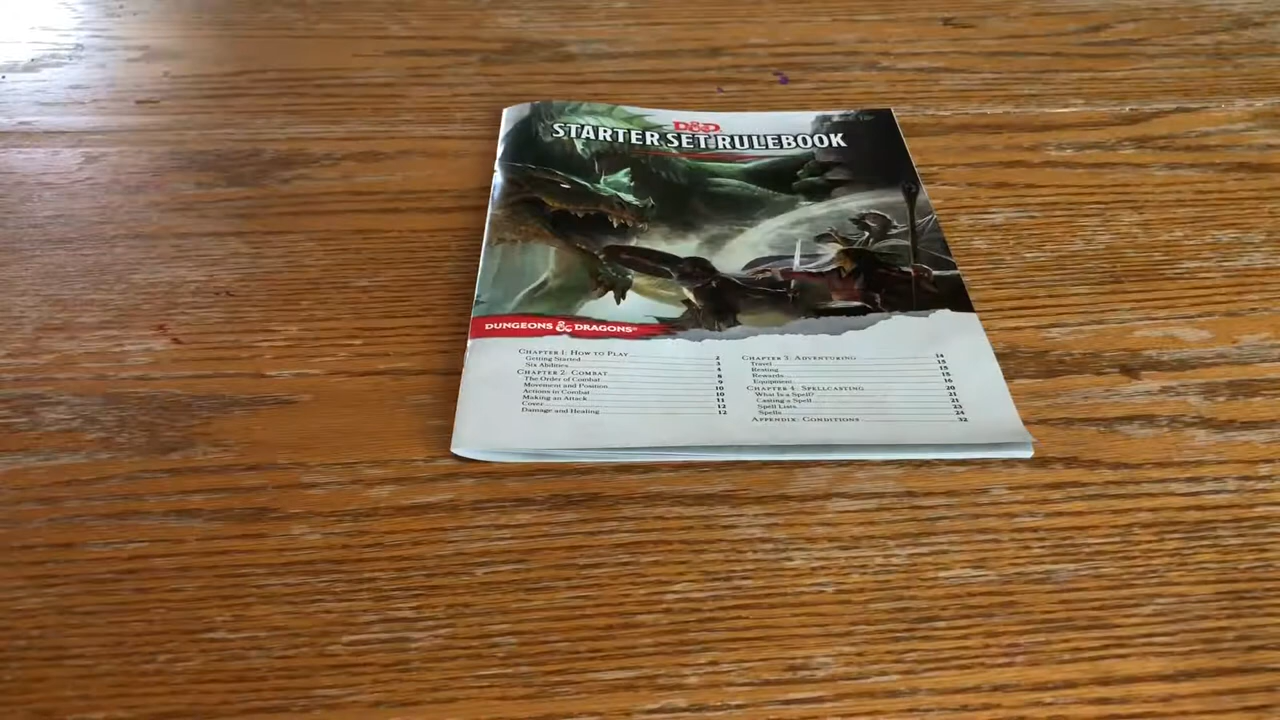 D&D
STARTER SET RULEBOOK
DUNGEONS & DRAGONS
CHAPTER 1: HOW TO PLAY 2
Getting Started 3
Six Abilities 4
CHAPTER 2: COMBAT 8
The Order of Combat 9
Movement and Position 10
Actions in Combat 10
Making an Attack 11
Cover 12
Damage and Healing 12
CHAPTER 3: ADVENTURING 14
Travel 15
Resting 15
Rewards 15
Equipment 16
CHAPTER 4: SPELLCASTING 20
What Is a Spell? 21
Casting a Spell 21
Spell Lists 23
Spells 24
APPENDIX: CONDITIONS 32